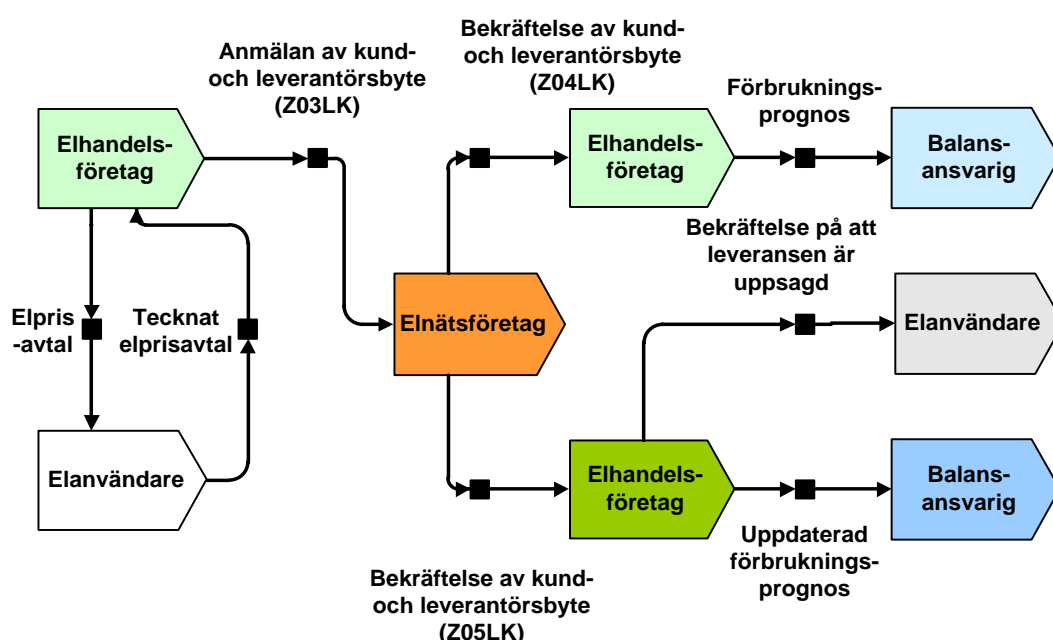 Anmälan av kund-
och leverantörsbyte
(Z03LK)
Bekräftelse av kund-
och leverantörsbyte
(Z04LK)
Förbruknings-
prognos
Elhandels-
företag
Elhandels-
företag
Balans-
ansvarig
Bekräftelse på att
leveransen är
uppsagd
Elpris
-avtal
Tecknat
elprisavtal
Elnätsföretag
Elanvändare
Elanvändare
Elhandels-
företag
Balans-
ansvarig
Uppdaterad
förbruknings-
prognos
Bekräftelse av kund-
och leverantörsbyte
(Z05LK)